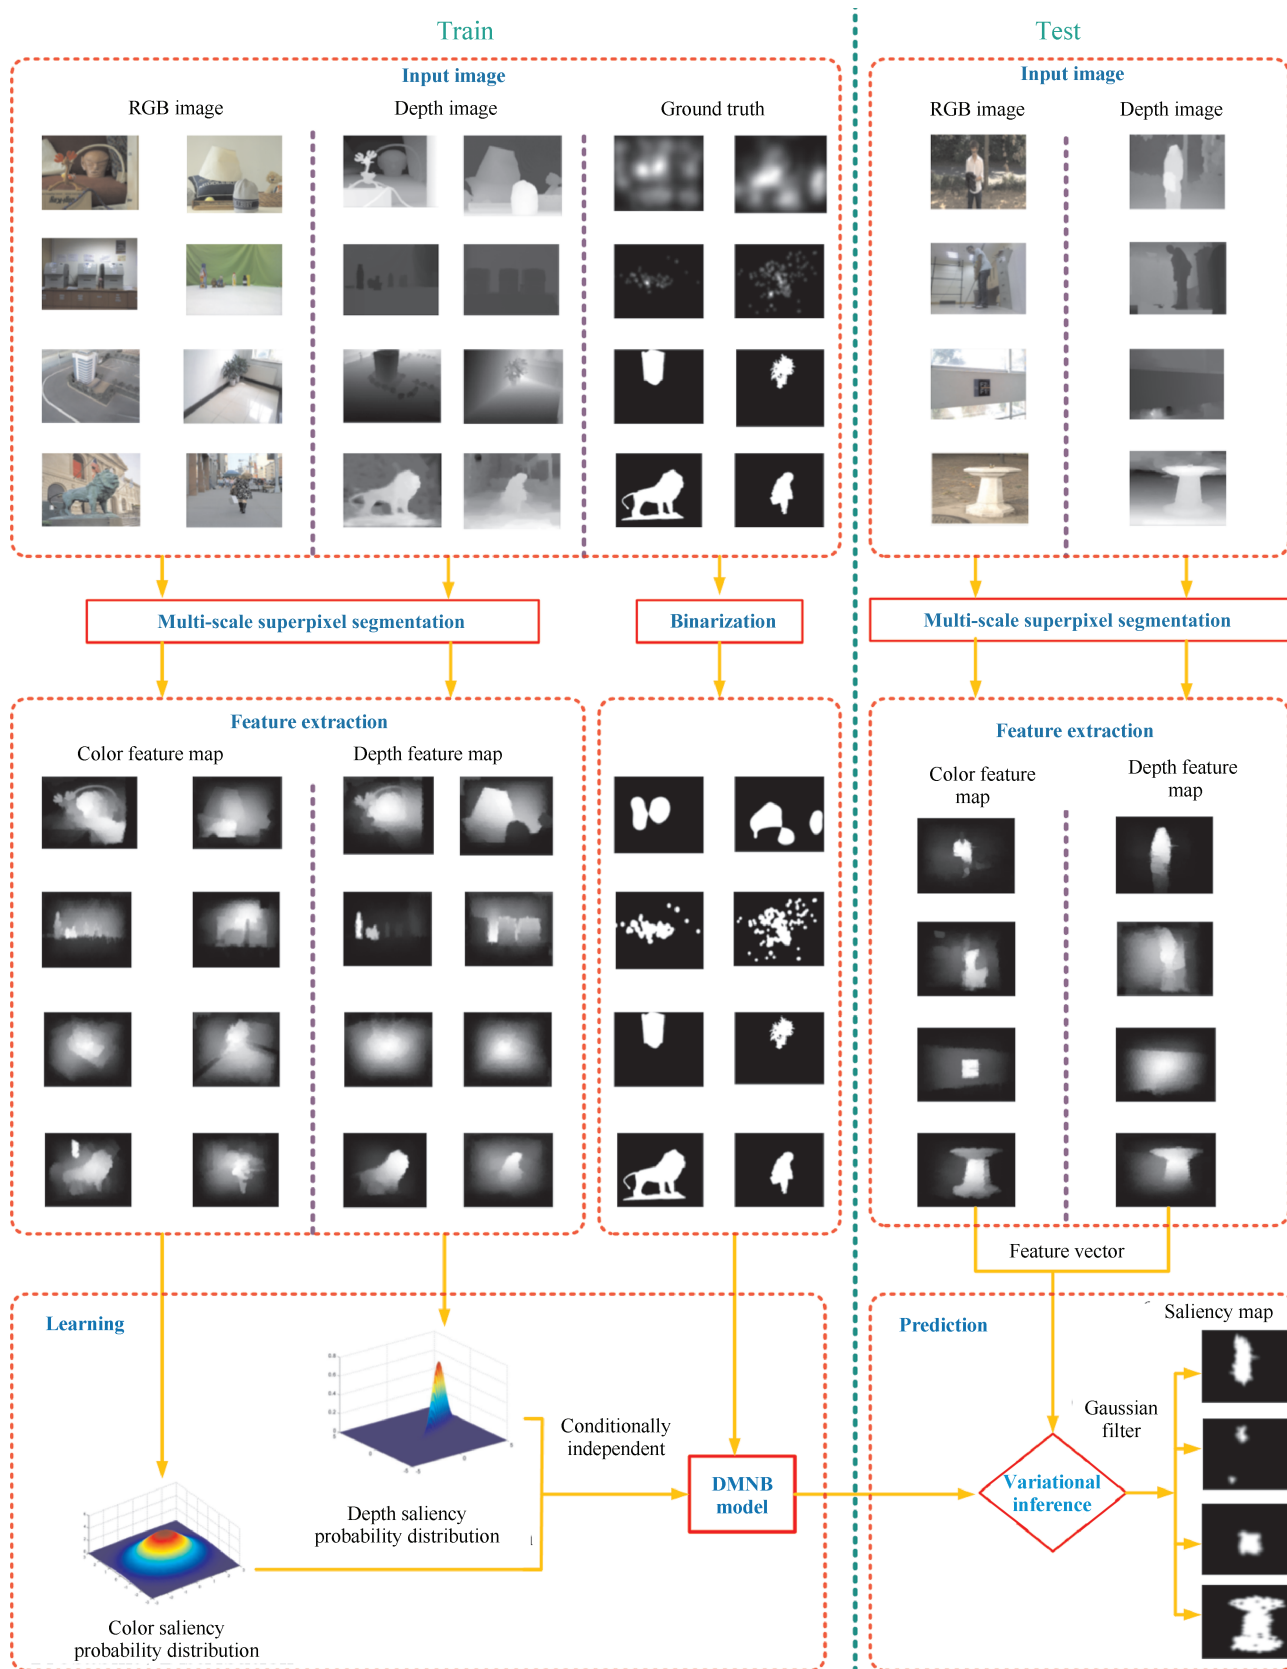 Train
Test
Input image
RGB image
Depth image
Ground truth
Input image
RGB image
Depth image
Multi-scale superpixel segmentation
Binarization
Multi-scale superpixel segmentation
Feature extraction
Color feature map
Depth feature map
Feature extraction
Color feature
map
Depth feature
map
Feature vector
Learning
Conditionally
independent
Depth saliency
probability distribution
Color saliency
probability distribution
DMNB
model
Prediction
Saliency map
Gaussian
filter
Variational
inference